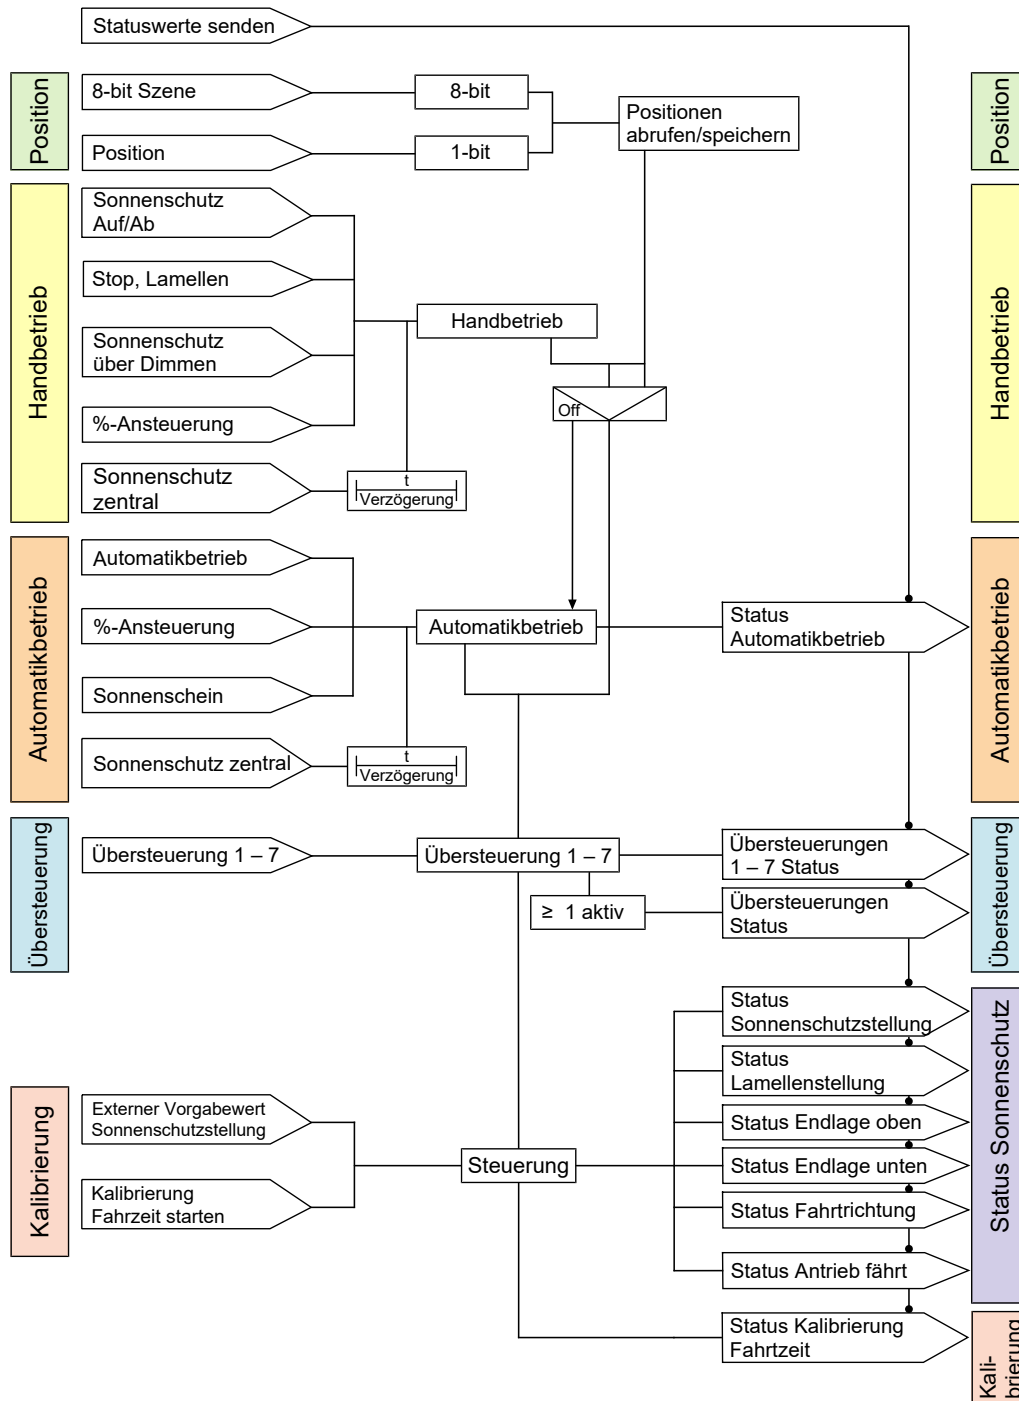 Statuswerte senden
Position
8-bit Szene
8-bit
Positionen
abrufen/speichern
Position
1-bit
Position
Handbetrieb
Sonnenschutz
Auf/Ab
Stop, Lamellen
Handbetrieb
Sonnenschutz
über Dimmen
Off
%-Ansteuerung
Sonnenschutz
zentral
t
Verzögerung
Handbetrieb
Automatikbetrieb
Automatikbetrieb
%-Ansteuerung
Automatikbetrieb
Status
Automatikbetrieb
Sonnenschein
Sonnenschutz zentral
t
Verzögerung
Automatikbetrieb
Übersteuerung
Übersteuerung 1 – 7
Übersteuerung 1 – 7
Übersteuerungen
1 – 7 Status
≥ 1 aktiv
Übersteuerungen
Status
Übersteuerung
Status
Sonnenschutzstellung
Status
Lamellenstellung
Kalibrierung
Externer Vorgabewert
Sonnenschutzstellung
Status Endlage oben
Steuerung
Status Endlage unten
Kalibrierung
Fahrzeit starten
Status Fahrtrichtung
Status Antrieb fährt
Status Sonnenschutz
Status Kalibrierung
Fahrtzeit
Kali-
brierung